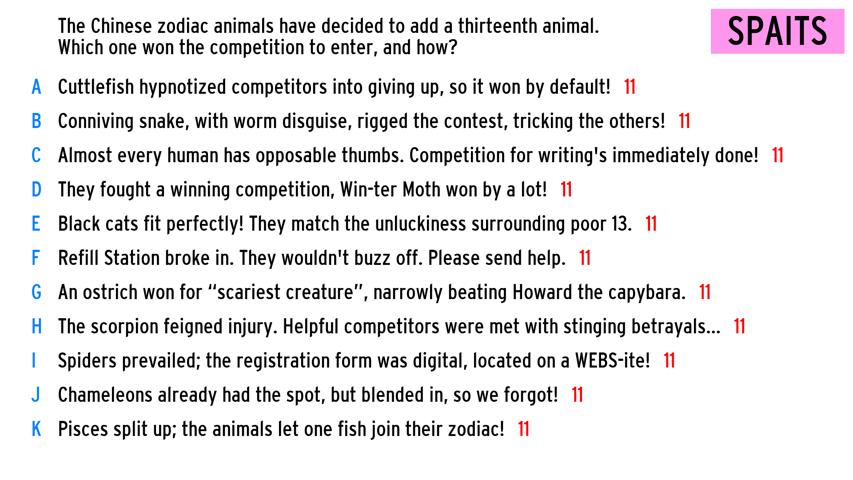 The Chinese zodiac animals have decided to add a thirteenth animal.
Which one won the competition to enter, and how?
SPAITS
A Cuttlefish hypnotized competitors into giving up, so it won by default! 11
B Conniving snake, with worm disguise, rigged the contest, tricking the others! 11
C Almost every human has opposable thumbs. Competition for writing's immediately done! 11
D They fought a winning competition, Win-ter Moth won by a lot! 11
E Black cats fit perfectly! They match the unluckiness surrounding poor 13. 11
F Refill Station broke in. They wouldn't buzz off. Please send help. 11
G An ostrich won for “scariest creature”, narrowly beating Howard the capybara. 11
H The scorpion feigned injury. Helpful competitors were met with stinging betrayals... 11
I Spiders prevailed; the registration form was digital, located on a WEBS-ite! 11
J Chameleons already had the spot, but blended in, so we forgot! 11
K Pisces split up; the animals let one fish join their zodiac! 11